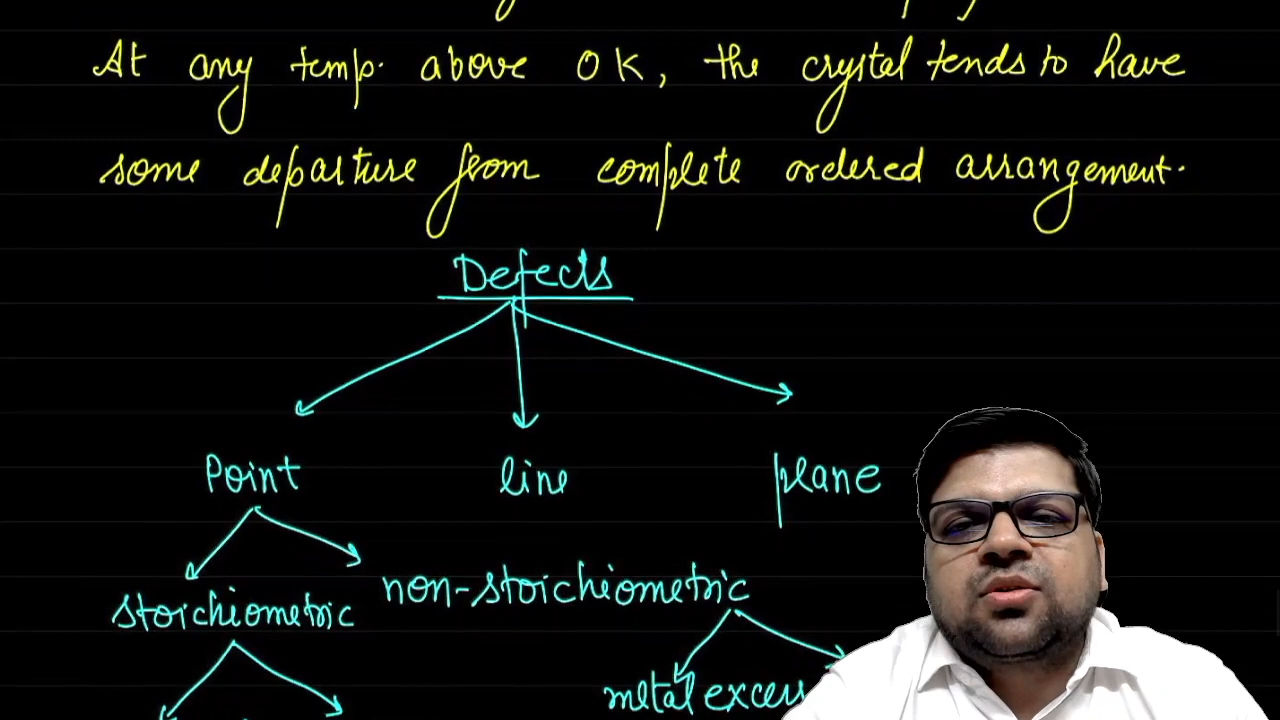 At any temp. above 0 K, the crystal tends to have
some departure from complete ordered arrangement.
Defects
Point line plane
stoichiometric non-stoichiometric
metal excess